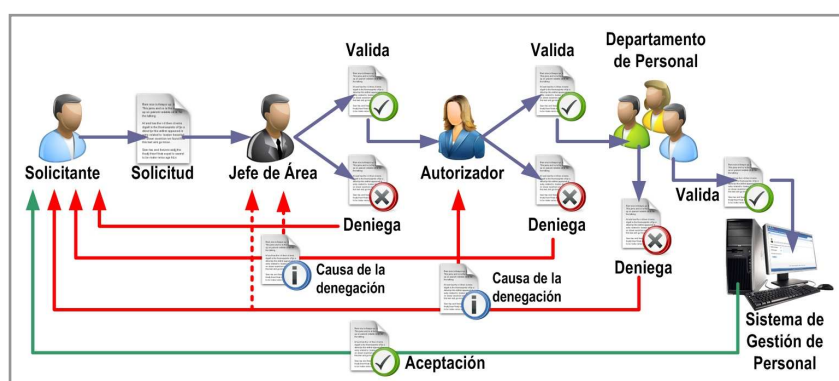 Valida
Valida
Departamento
de Personal
Solicitante
Solicitud
Jefe de Área
Autorizador
Valida
Deniega
Deniega
Deniega
Causa de la
denegación
Causa de la
denegación
Sistema de
Gestión de
Personal
Aceptación